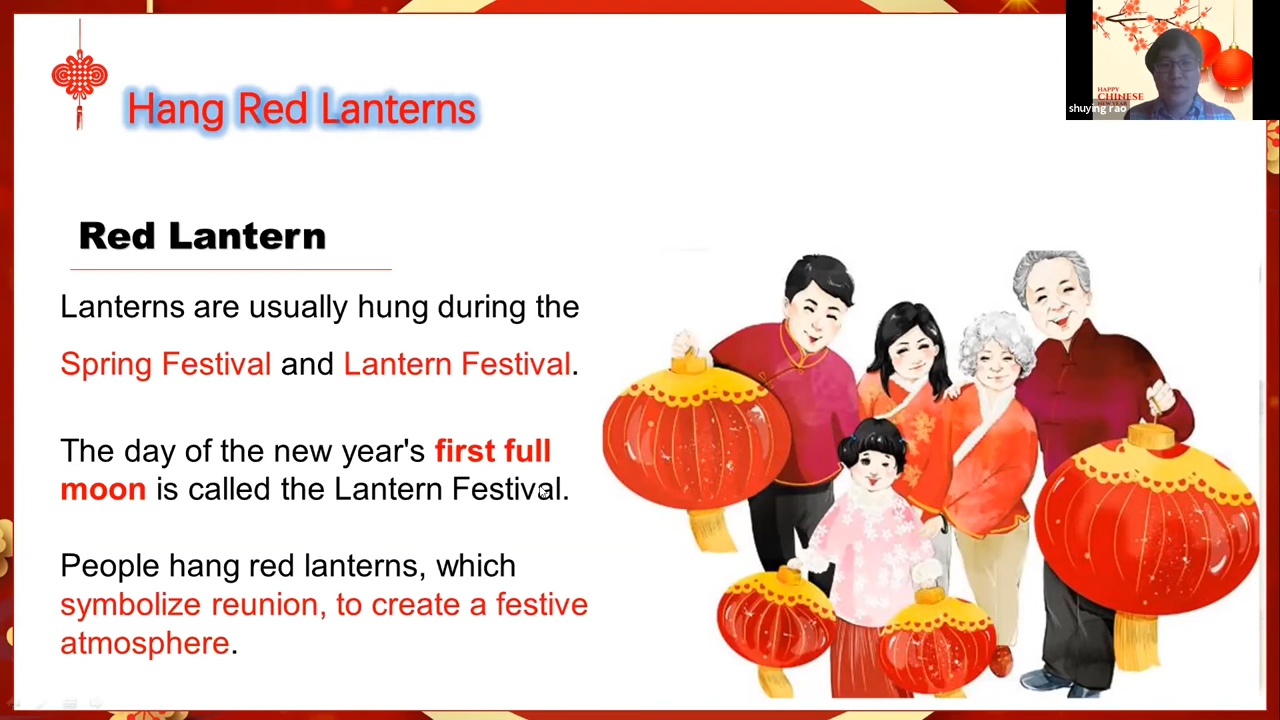 Hang Red Lanterns
HAPPY
CHINESE
NEW YEAR
shuying rao
Red Lantern
Lanterns are usually hung during the
Spring Festival and Lantern Festival.
The day of the new year's first full
moon is called the Lantern Festival.
People hang red lanterns, which
symbolize reunion, to create a festive
atmosphere.